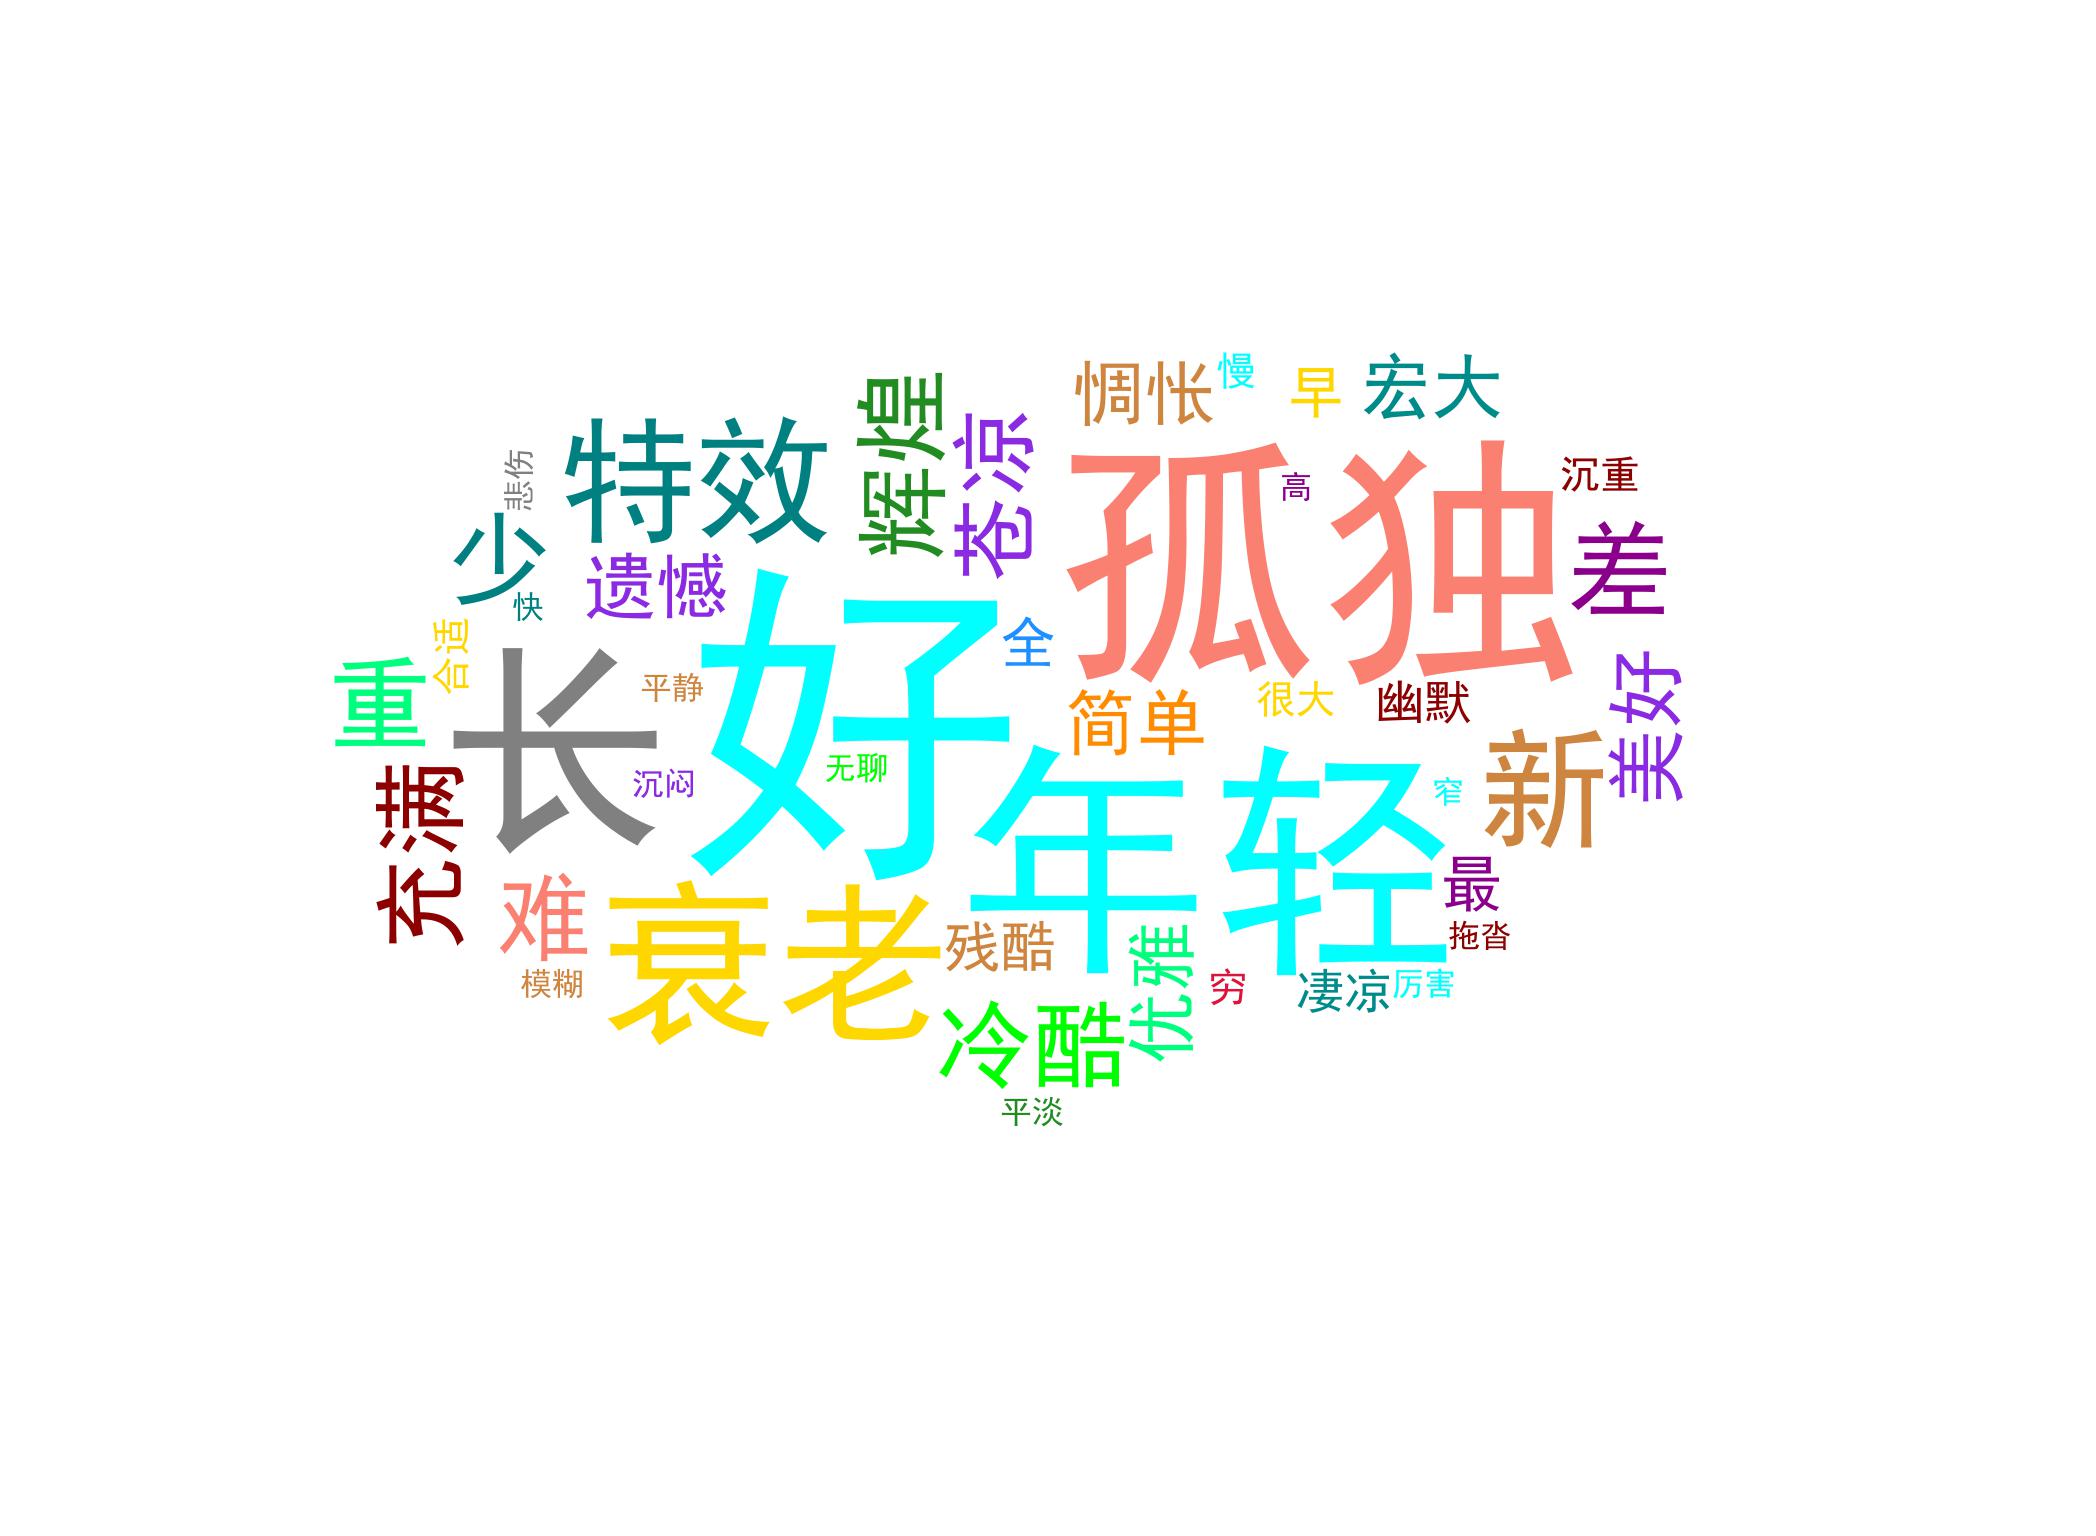 惆怅
慢
早
宏大
辉煌
苍凉
特效
孤独
悲伤
高
沉重
少
差
遗憾
快
合适
全
好
重
长
平静
简单
很大
幽默
美好
沉闷
无聊
年轻
窄
新
充满
难
衰老
残酷
最
拖沓
模糊
优雅
穷
凄凉
厉害
冷酷
平淡